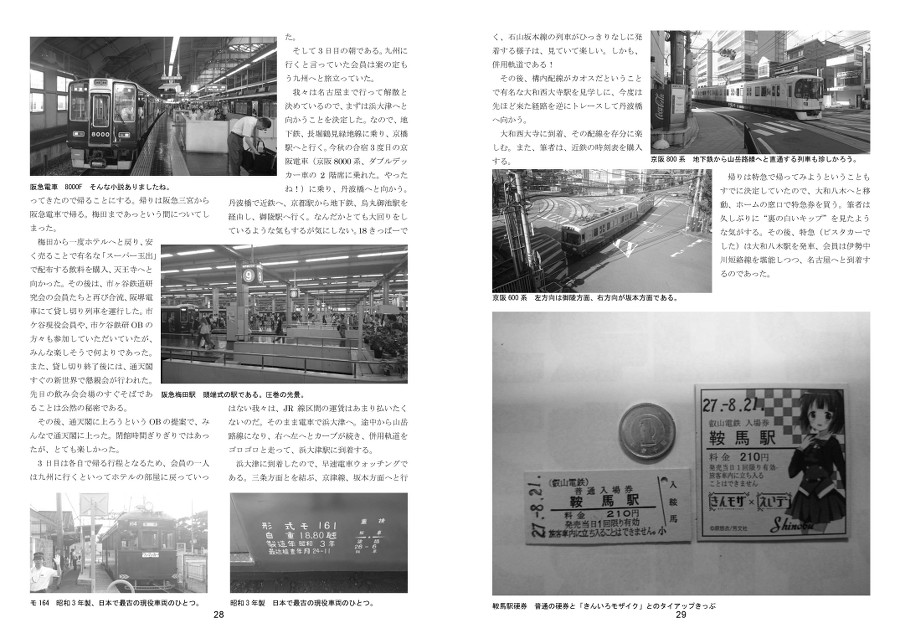 8000
阪急電車　8000F　そんな小説ありましたね。
ってきたので帰ることにする。帰りは阪急三宮から
阪急電車で帰る。梅田まであっという間についてし
まった。
梅田から一度ホテルへと戻り、安
く売ることで有名な「スーパー玉出」
で配布する飲料を購入、天王寺へと
向かった。その後は、市ヶ谷鉄道研
究会の会員たちと再び合流、阪堺電
車にて貸し切り列車を運行した。市
ケ谷現役会員や、市ケ谷鉄研 OB の
方々も参加していただいていたが、
みんな楽しそうで何よりであった。
また、貸し切り終了後には、通天閣
すぐの新世界で懇親会が行われた。
先日の飲み会会場のすぐそばであ
ることは公然の秘密である。
その後、通天閣に上ろうという OB の提案で、み
んなで通天閣に上った。閉館時間ぎりぎりではあっ
たが、とても楽しかった。
3 日目は各自で帰る行程となるため、会員の一人
は九州に行くといってホテルの部屋に戻っていっ
モ164　昭和３年製、日本で最古の現役車両のひとつ。
た。
そして 3 日目の朝である。九州に
行くと言っていた会員は案の定も
う九州へと旅立っていた。
我々は名古屋まで行って解散と
決めているので、まずは浜大津へと
向かうことを決定した。なので、地
下鉄、長堀鶴見緑地線に乗り、京橋
駅へと行く。今秋の合宿 3 度目の京
阪電車（京阪 8000 系、ダブルデッ
カー車の 2 階席に乗れた。やった
ね！）に乗り、丹波橋へと向かう。
丹波橋で近鉄へ、京都駅から地下鉄、烏丸御池駅を
経由し、御陵駅へ行く。なんだかとても大回りをし
ているような気もするが気にしない。18 きっぱーで
9
阪急梅田駅　頭端式の駅である。圧巻の光景。
はない我々は、JR 線区間の運賃はあまり払いたく
ないのだ。そのまま電車で浜大津へ。途中から山岳
路線になり、右へだへとカーブが続き、併用軌道を
ゴロゴロと走って、浜大津駅に到着する。
浜大津に到着したので、早速電車ウォッチングで
ある。三条方面とを結ぶ、京津線、坂本方面へと行
形式モ161
自重 18.80
製造年 昭和 3 年
昭和３年製　日本で最古の現役車両のひとつ。
28
く、石山坂本線の列車がひっきりなしに発
着する様子は、見ていて楽しい。しかも、
併用軌道である！
その後、構内配線がカオスだということ
で有名な大和西大寺駅を見学しに、今度は
先ほど来た経路を逆にトレースして丹波橋
へ向かう。
大和西大寺に到着、その配線を存分に楽
しむ。また、筆者は、近鉄の時刻表を購入
する。
京阪 800 系　地下鉄から山岳路線へと直通する列車も珍しかろう。
京阪 600 系　左方向は御陵方面、右方向が坂本方面である。
帰りは特急で帰ってみようということも
すでに決定していたので、大和八木へと移
動、ホームの窓口で特急券を買う。筆者は
久しぶりに“裏の白いキップ”を見たよう
な気がする。その後、特急（ビスタカーで
した）は大和八木駅を発車、会員は伊勢中
川短絡線を堪能しつつ、名古屋へと到着す
るのであった。
27.-8.21.
(叡山電鉄)
普通入場券
鞍馬駅
料金 210円
発売当日1回限り有効
旅客車内に立ち入ることはできません。
入
鞍
馬
小
27.-8.21.
叡山電鉄 入場券
鞍馬駅
料金 210円
発売当日1回限り有効・
旅客車内に立ち入る
ことはできません
きんモザ×えいデン
©原悠衣/芳文社
Shinobu
鞍馬駅硬券　普通の硬券と「きんいろモザイク」とのタイアップきっぷ
29